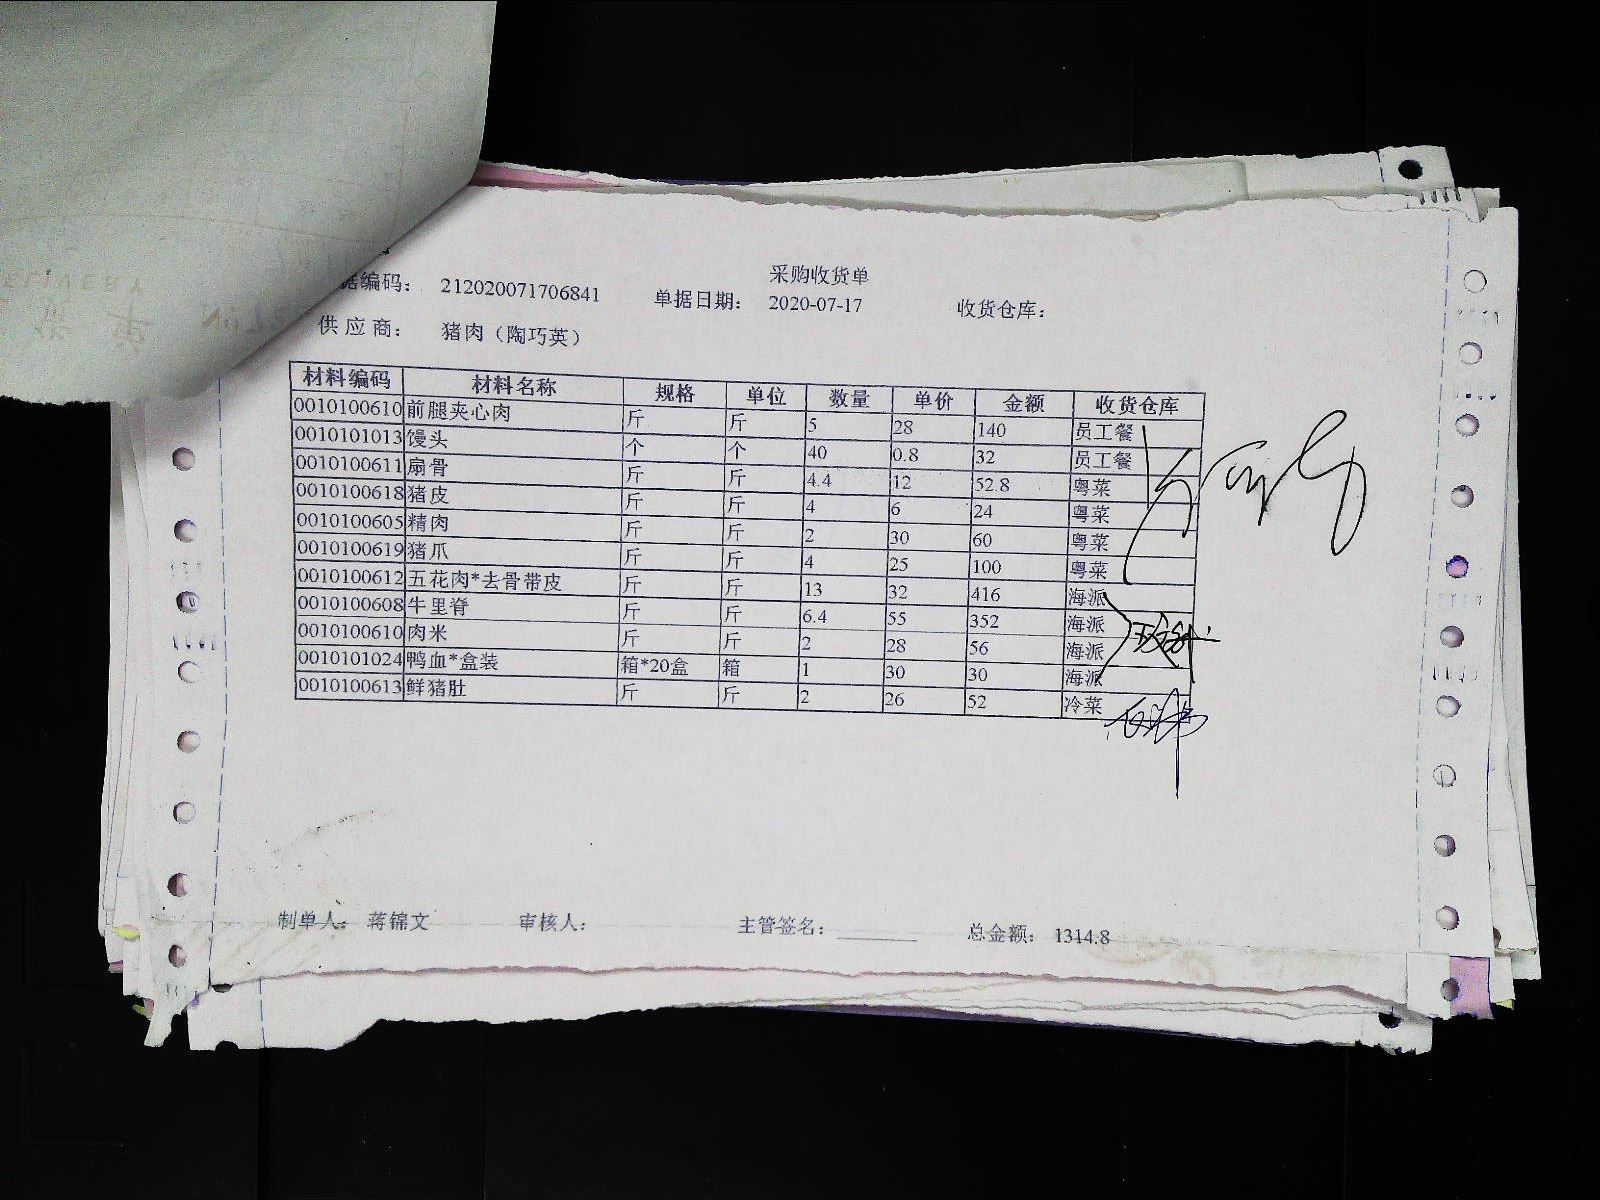 采购收货单
据编码： 212020071706841 单据日期： 2020-07-17 收货仓库：
供应商： 猪肉（陶巧英）
材料编码 材料名称 规格 单位 数量 单价 金额 收货仓库
0010100610 前腿夹心肉 斤 斤 5 28 140 员工餐
0010101013 馒头 个 个 40 0.8 32 员工餐
0010100611 扇骨 斤 斤 4.4 12 52.8 粤菜
0010100618 猪皮 斤 斤 4 6 24 粤菜
0010100605 精肉 斤 斤 2 30 60 粤菜
0010100619 猪爪 斤 斤 4 25 100 粤菜
0010100612 五花肉*去骨带皮 斤 斤 13 32 416 海派
0010100608 牛里脊 斤 斤 6.4 55 352 海派
0010100610 肉米 斤 斤 2 28 56 海派
0010101024 鸭血*盒装 箱*20盒 箱 1 30 30 海派
0010100613 鲜猪肚 斤 斤 2 26 52 冷菜
制单人： 蒋锦文 审核人： 主管签名： 总金额： 1314.8